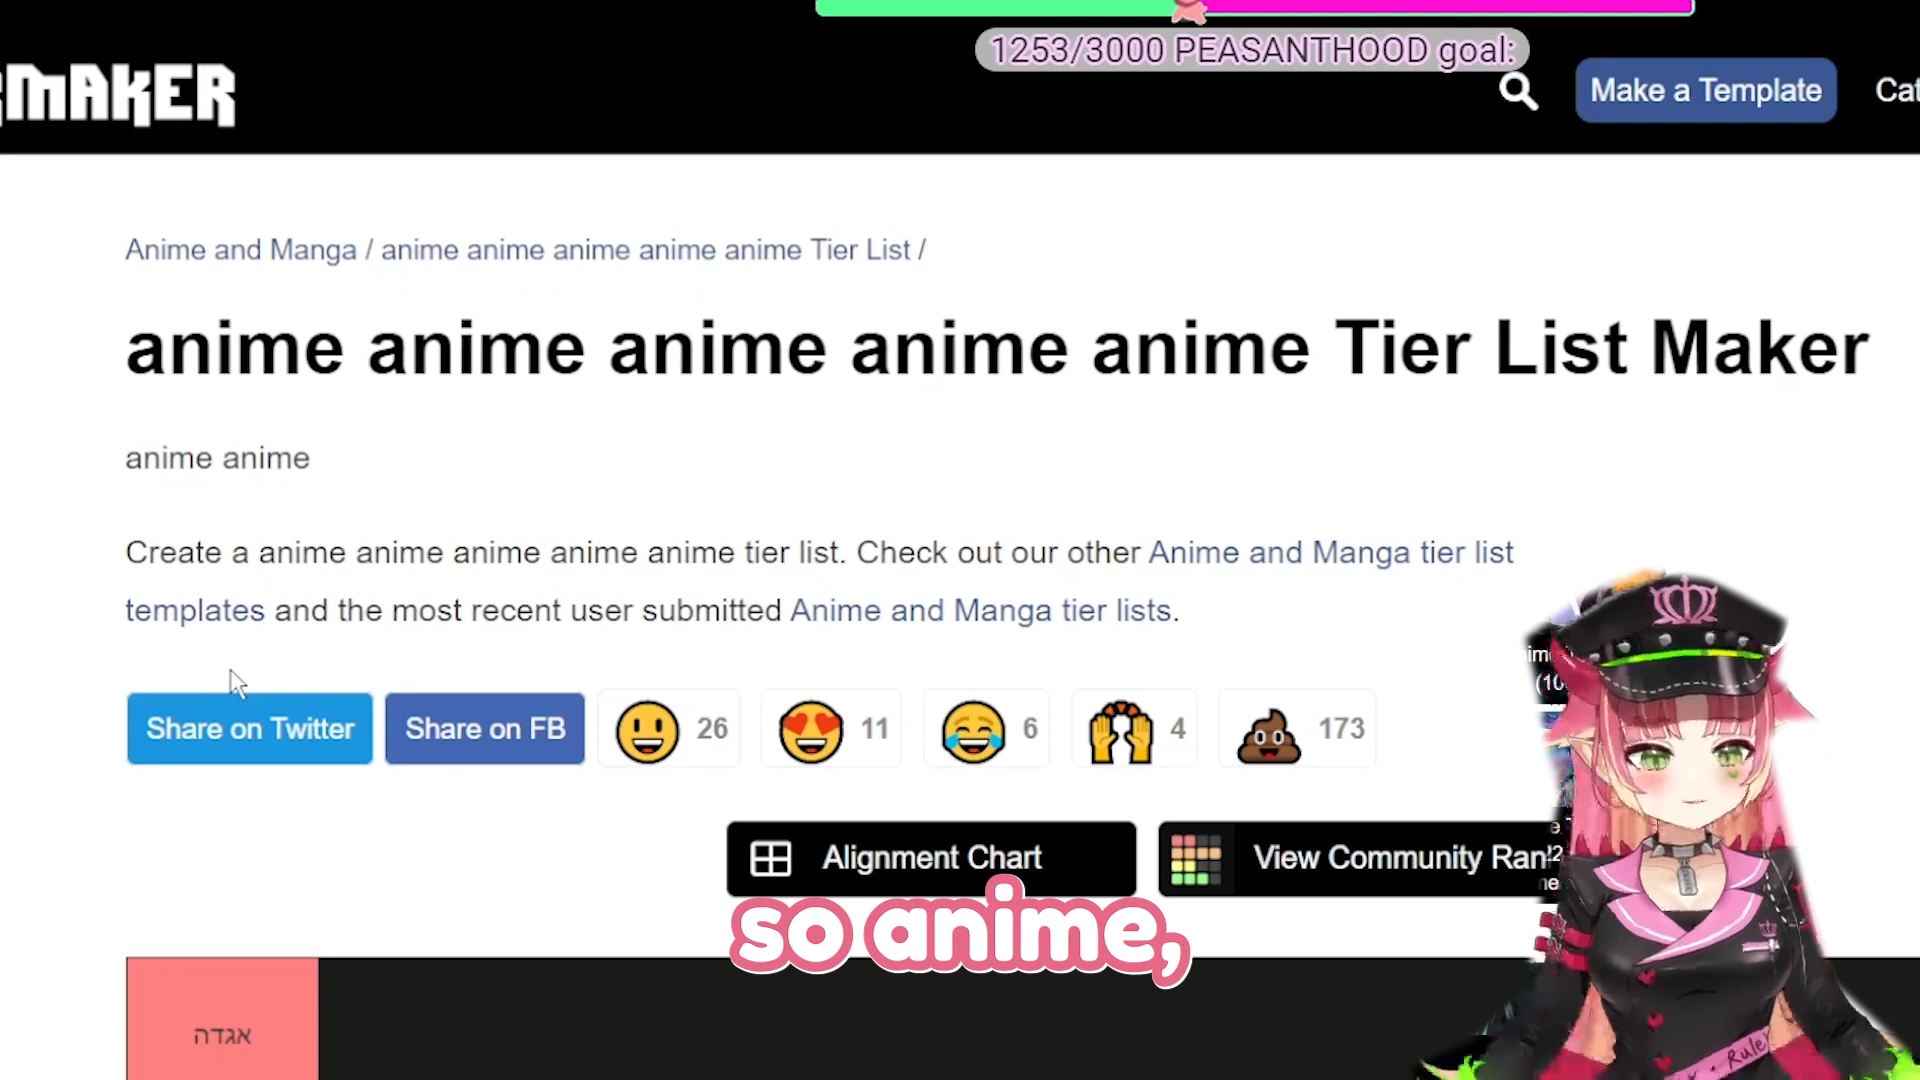 1253/3000 PEASANTHOOD goal:
MAKER
Make a Template
Cat
Anime and Manga / anime anime anime anime anime Tier List /
anime anime anime anime anime Tier List Maker
anime anime
Create a anime anime anime anime anime tier list. Check out our other Anime and Manga tier list
templates and the most recent user submitted Anime and Manga tier lists.
Share on Twitter
Share on FB
26
11
6
4
173
Alignment Chart
View Community Ran
so anime,
אגדה
Rule